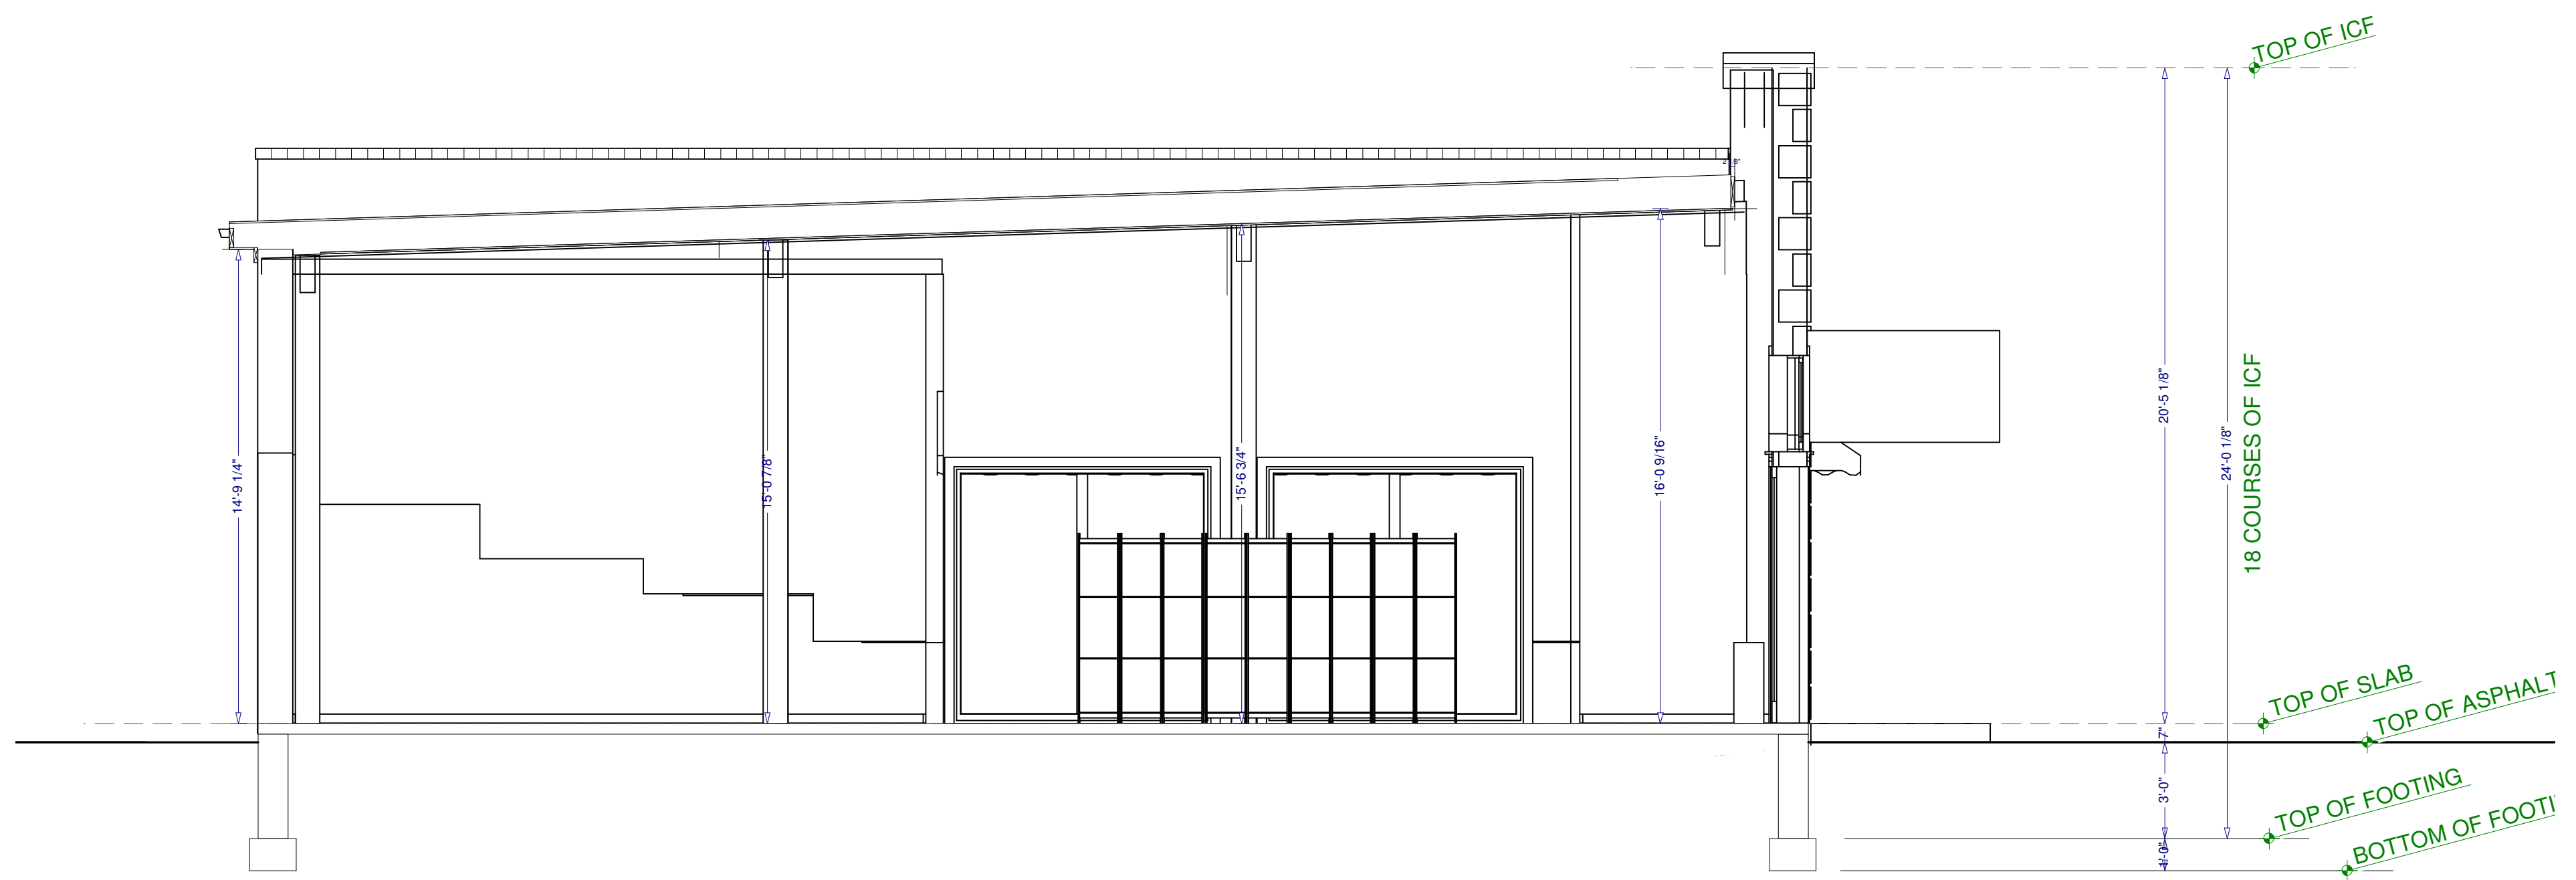 TOP OF ICF
14'-9 1/4"
15'-0 7/8"
15'-6 3/4"
16'-0 9/16"
20'-5 1/8"
24'-0 1/8"
18 COURSES OF ICF
TOP OF SLAB
TOP OF ASPHALT
7"
3'-0"
TOP OF FOOTING
1'-0"
BOTTOM OF FOOTI